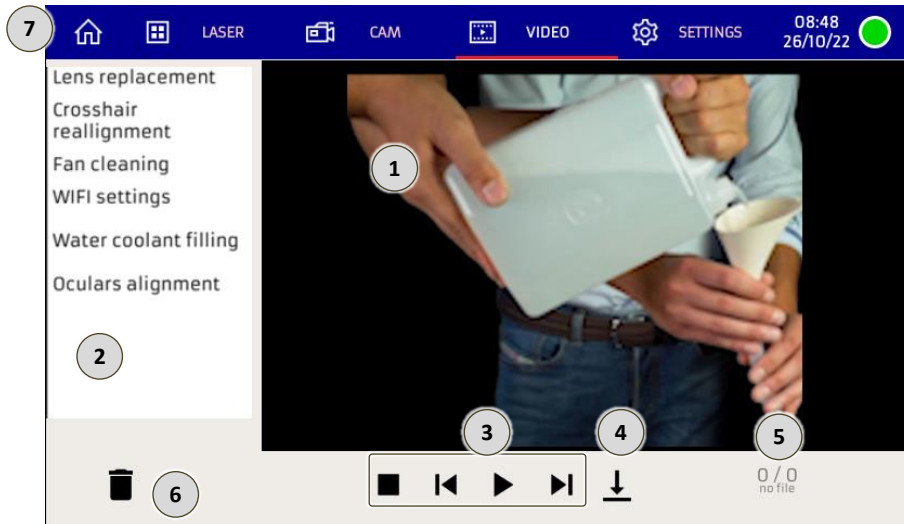 7
LASER
CAM
VIDEO
SETTINGS
08:48
26/10/22
Lens replacement
Crosshair
reallignment
Fan cleaning
WIFI settings
Water coolant filling
Oculars alignment
1
2
3
4
5
0 / 0
no file
6